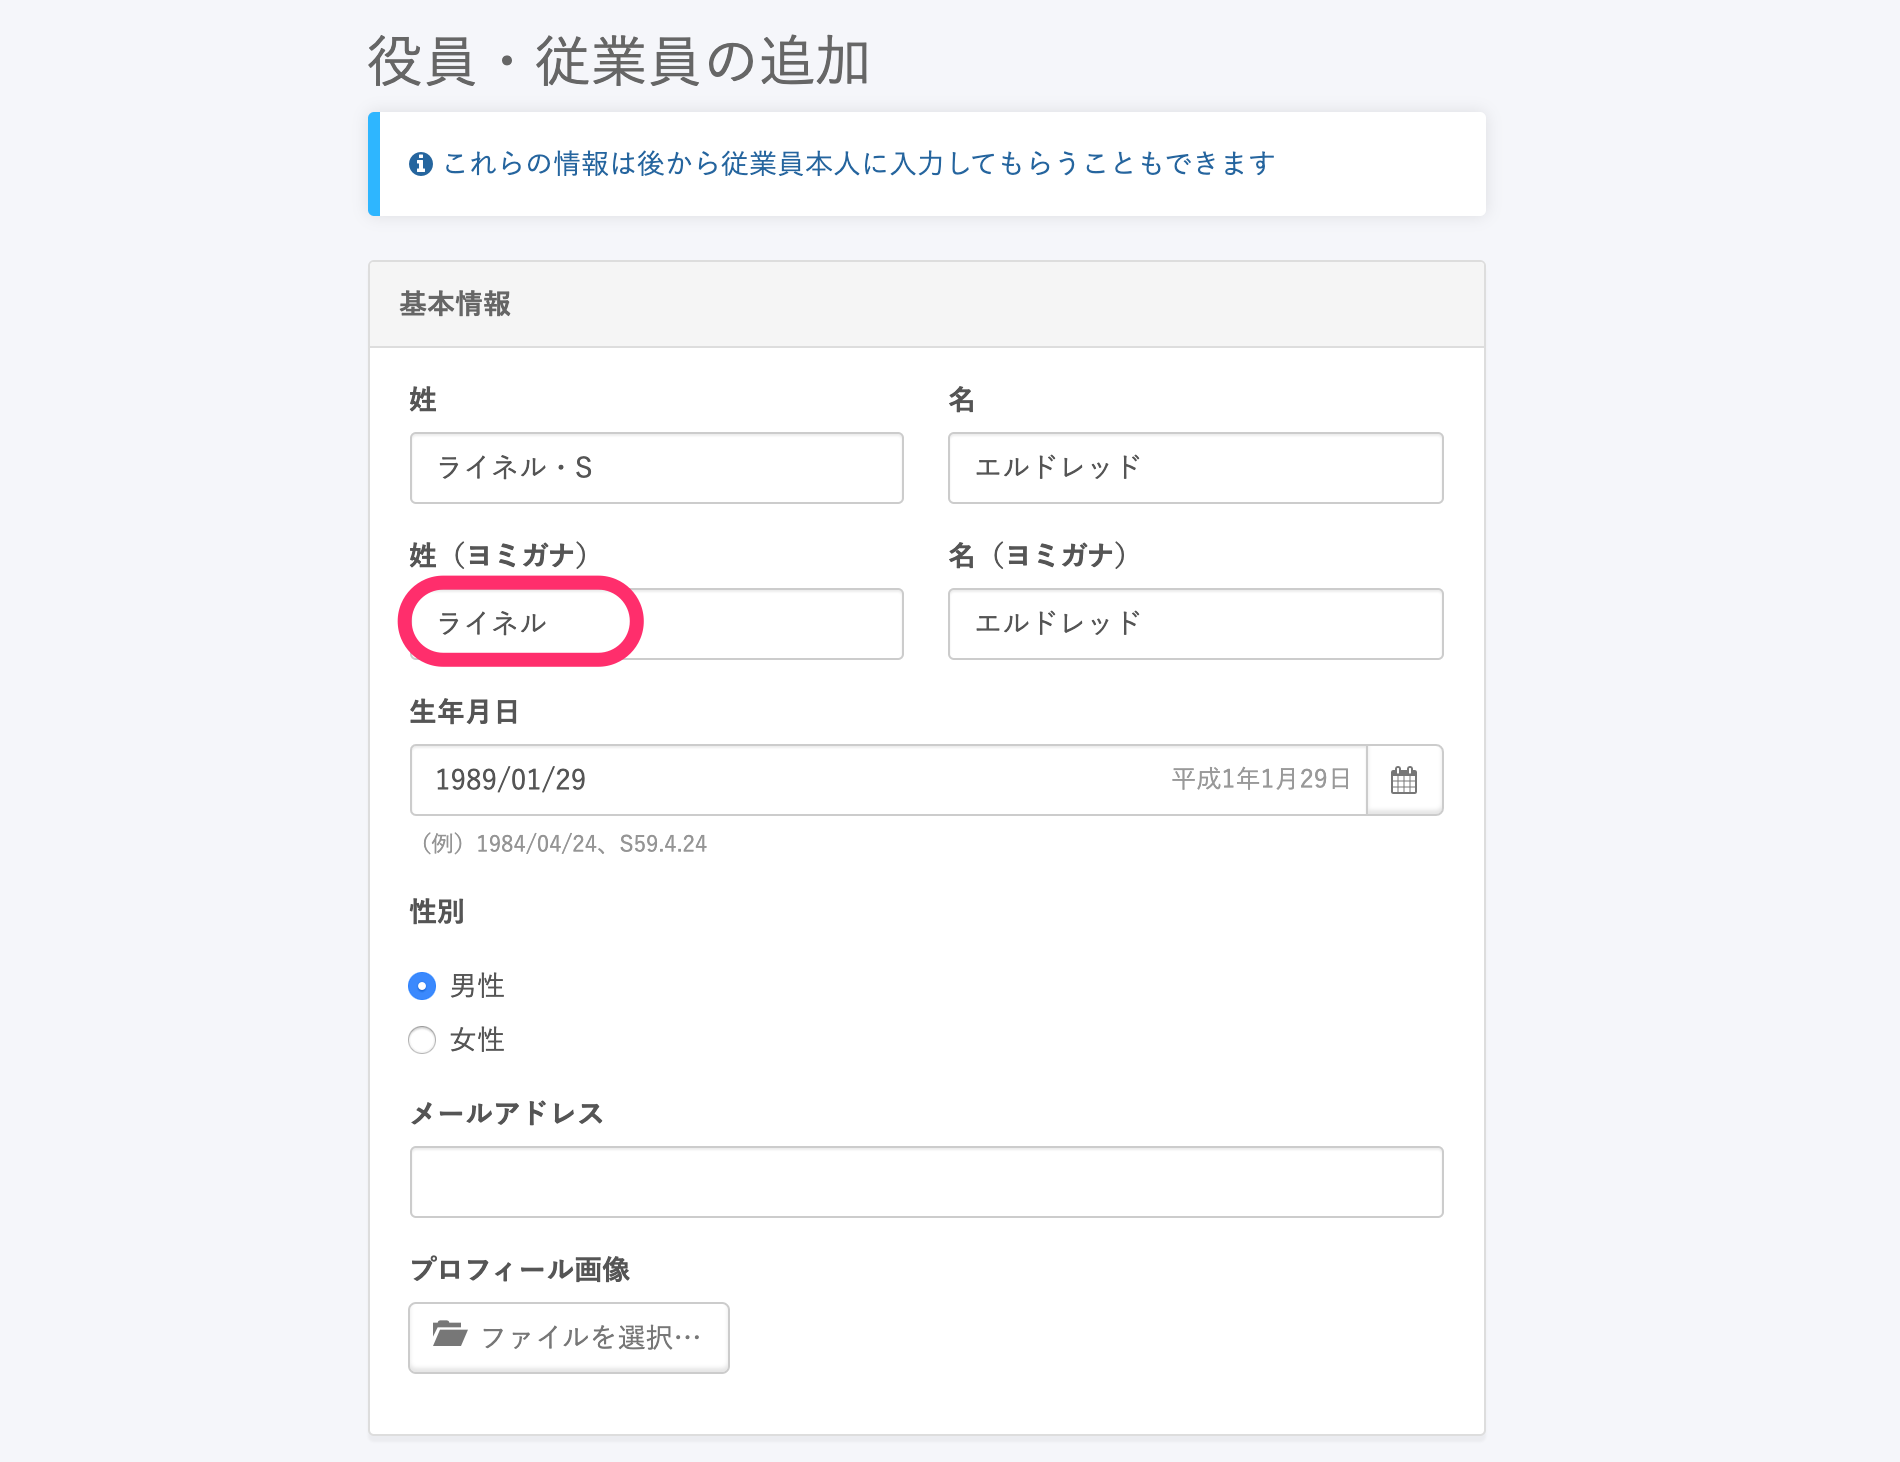 役員・従業員の追加
これらの情報は後から従業員本人に入力してもらうこともできます
基本情報
姓
名
ライネル・S
エルドレッド
姓（ヨミガナ）
名（ヨミガナ）
ライネル
エルドレッド
生年月日
1989/01/29
平成1年1月29日
（例）1984/04/24、S59.4.24
性別
男性
女性
メールアドレス
プロフィール画像
ファイルを選択…